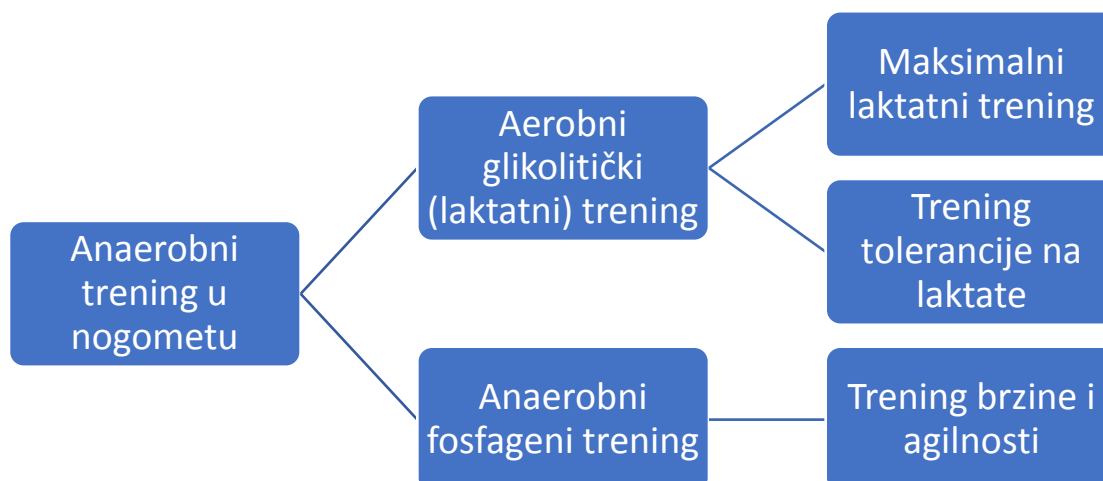 Anaerobni
trening u
nogometu
Aerobni
glikolitički
(laktatni) trening
Anaerobni
fosfageni trening
Maksimalni
laktatni trening
Trening
tolerancije na
laktate
Trening brzine i
agilnosti